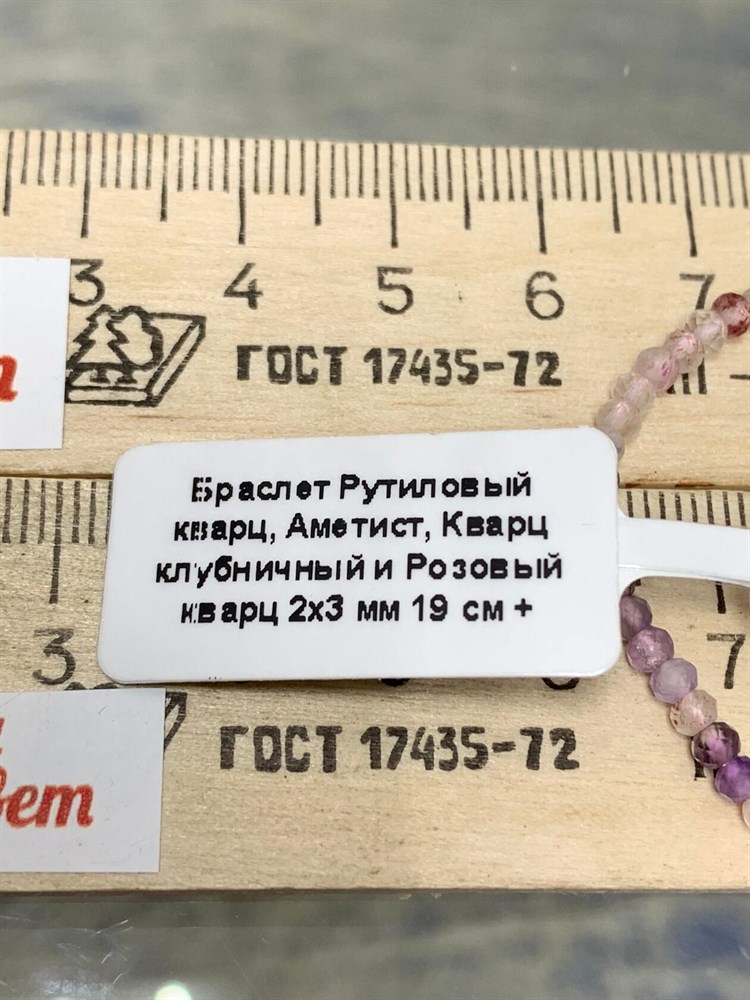 3 4 5 6 7
ГОСТ 17435-72
Браслет Рутиловый
кварц, Аметист, Кварц
клубничный и Розовый
кварц 2х3 мм 19 см +
3 7
ГОСТ 17435-72